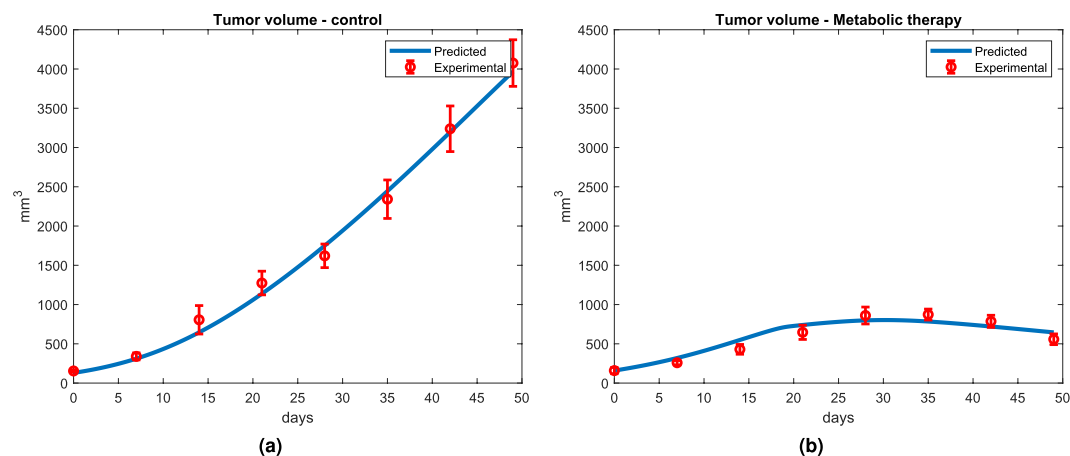 Tumor volume - control
4500
4000
3500
3000
2500
2000
1500
1000
500
0
mm3
Predicted
Experimental
0 5 10 15 20 25 30 35 40 45 50
days
(a)
Tumor volume - Metabolic therapy
4500
4000
3500
3000
2500
2000
1500
1000
500
0
mm3
Predicted
Experimental
0 5 10 15 20 25 30 35 40 45 50
days
(b)